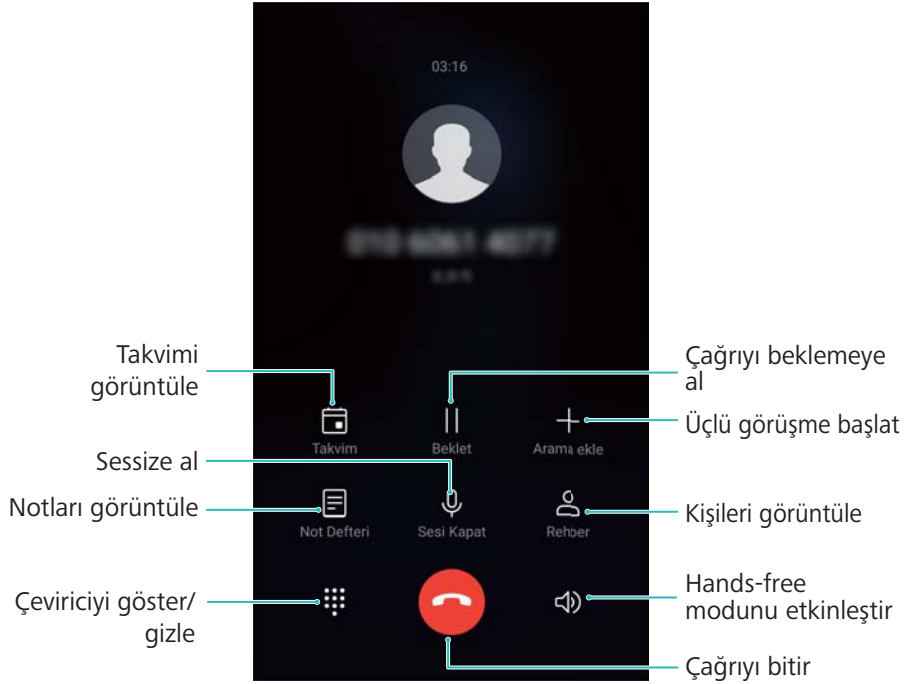 03:16
Takvimi
görüntüle
Çağrıyı beklemeye
al
Üçlü görüşme başlat
Takvim
Beklet
Arama ekle
Sessize al
Notları görüntüle
Kişileri görüntüle
Not Defteri
Sesi Kapat
Rehber
Çeviriciyi göster/
gizle
Hands-free
modunu etkinleştir
Çağrıyı bitir